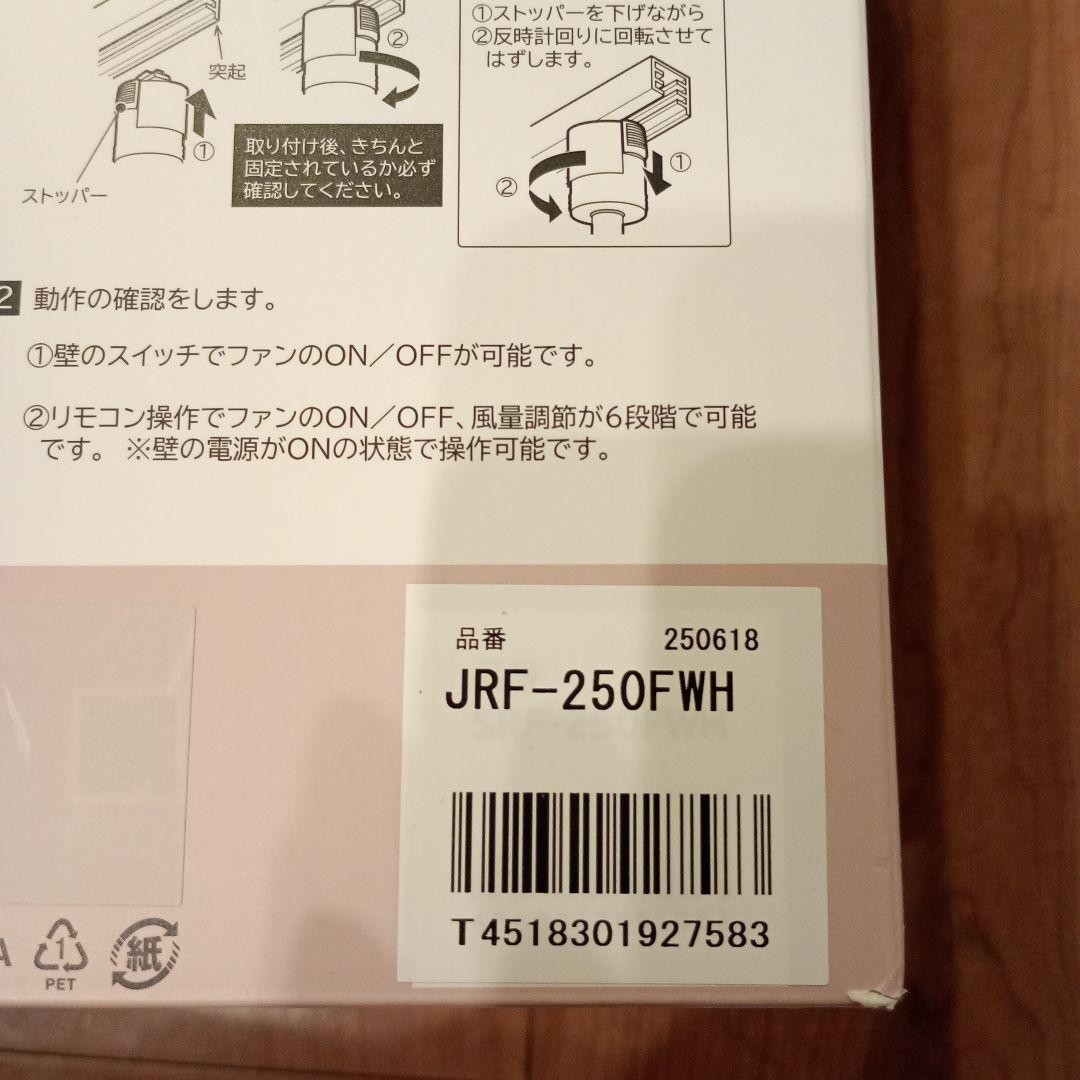 ①ストッパーを下げながら
②反時計回りに回転させて
はずします。
突起
②
①
ストッパー
取り付け後、きちんと
固定されているか必ず
確認してください。
①
②
2 動作の確認をします。
①壁のスイッチでファンのON／OFFが可能です。
②リモコン操作でファンのON／OFF、風量調節が6段階で可能
です。 ※壁の電源がONの状態で操作可能です。
品番 250618
JRF-250FWH
T4518301927583
A
1
PET
紙